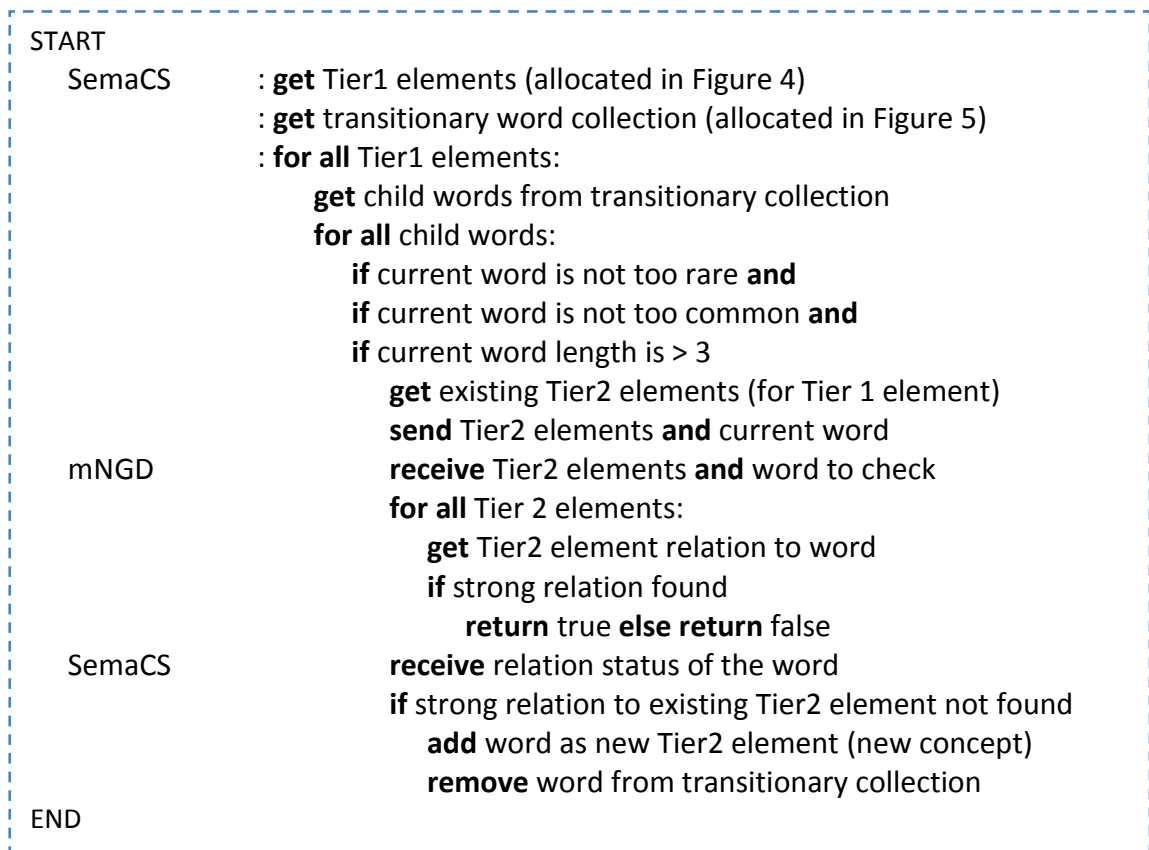 START
SemaCS : get Tier1 elements (allocated in Figure 4)
: get transitionary word collection (allocated in Figure 5)
: for all Tier1 elements:
get child words from transitionary collection
for all child words:
if current word is not too rare and
if current word is not too common and
if current word length is > 3
get existing Tier2 elements (for Tier 1 element)
send Tier2 elements and current word
mNGD receive Tier2 elements and word to check
for all Tier 2 elements:
get Tier2 element relation to word
if strong relation found
return true else return false
SemaCS receive relation status of the word
if strong relation to existing Tier2 element not found
add word as new Tier2 element (new concept)
remove word from transitionary collection
END